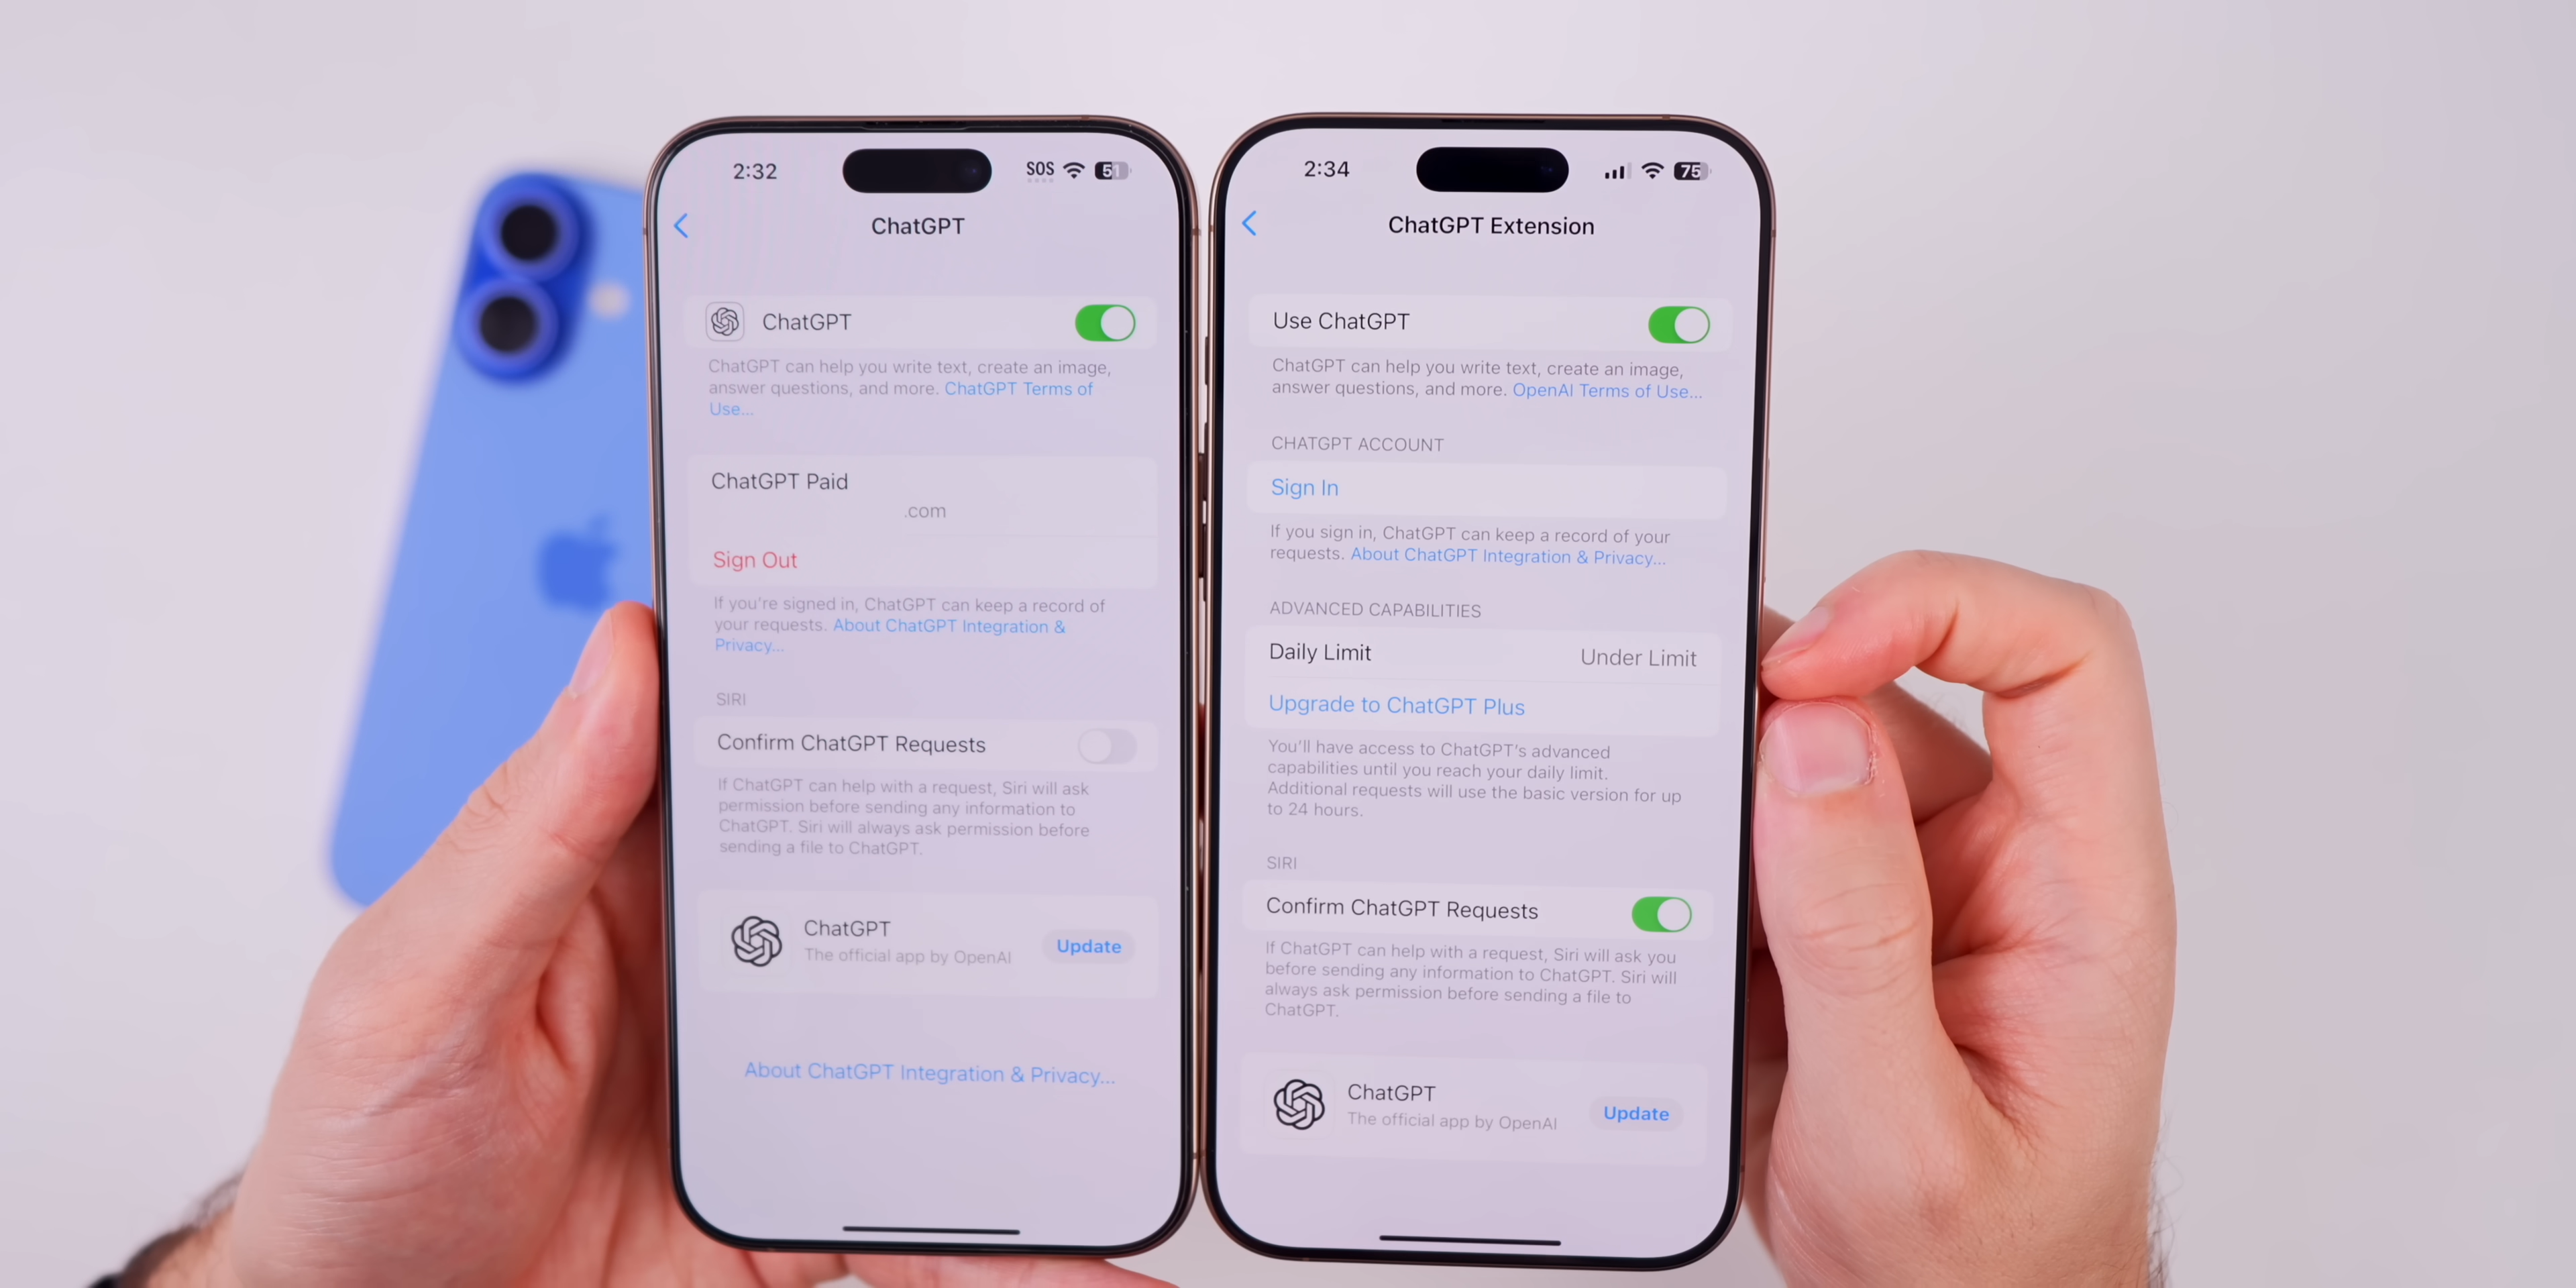 2:32
SOS
51
ChatGPT
ChatGPT
ChatGPT can help you write text, create an image,
answer questions, and more. ChatGPT Terms of
Use...
ChatGPT Paid
.com
Sign Out
If you're signed in, ChatGPT can keep a record of
your requests. About ChatGPT Integration &
Privacy...
SIRI
Confirm ChatGPT Requests
If ChatGPT can help with a request, Siri will ask
permission before sending any information to
ChatGPT. Siri will always ask permission before
sending a file to ChatGPT.
ChatGPT
The official app by OpenAI
Update
About ChatGPT Integration & Privacy...
2:34
75
ChatGPT Extension
Use ChatGPT
ChatGPT can help you write text, create an image,
answer questions, and more. OpenAI Terms of Use...
CHATGPT ACCOUNT
Sign In
If you sign in, ChatGPT can keep a record of your
requests. About ChatGPT Integration & Privacy...
ADVANCED CAPABILITIES
Daily Limit
Under Limit
Upgrade to ChatGPT Plus
You'll have access to ChatGPT's advanced
capabilities until you reach your daily limit.
Additional requests will use the basic version for up
to 24 hours.
SIRI
Confirm ChatGPT Requests
If ChatGPT can help with a request, Siri will ask you
before sending any information to ChatGPT. Siri will
always ask permission before sending a file to
ChatGPT.
ChatGPT
The official app by OpenAI
Update